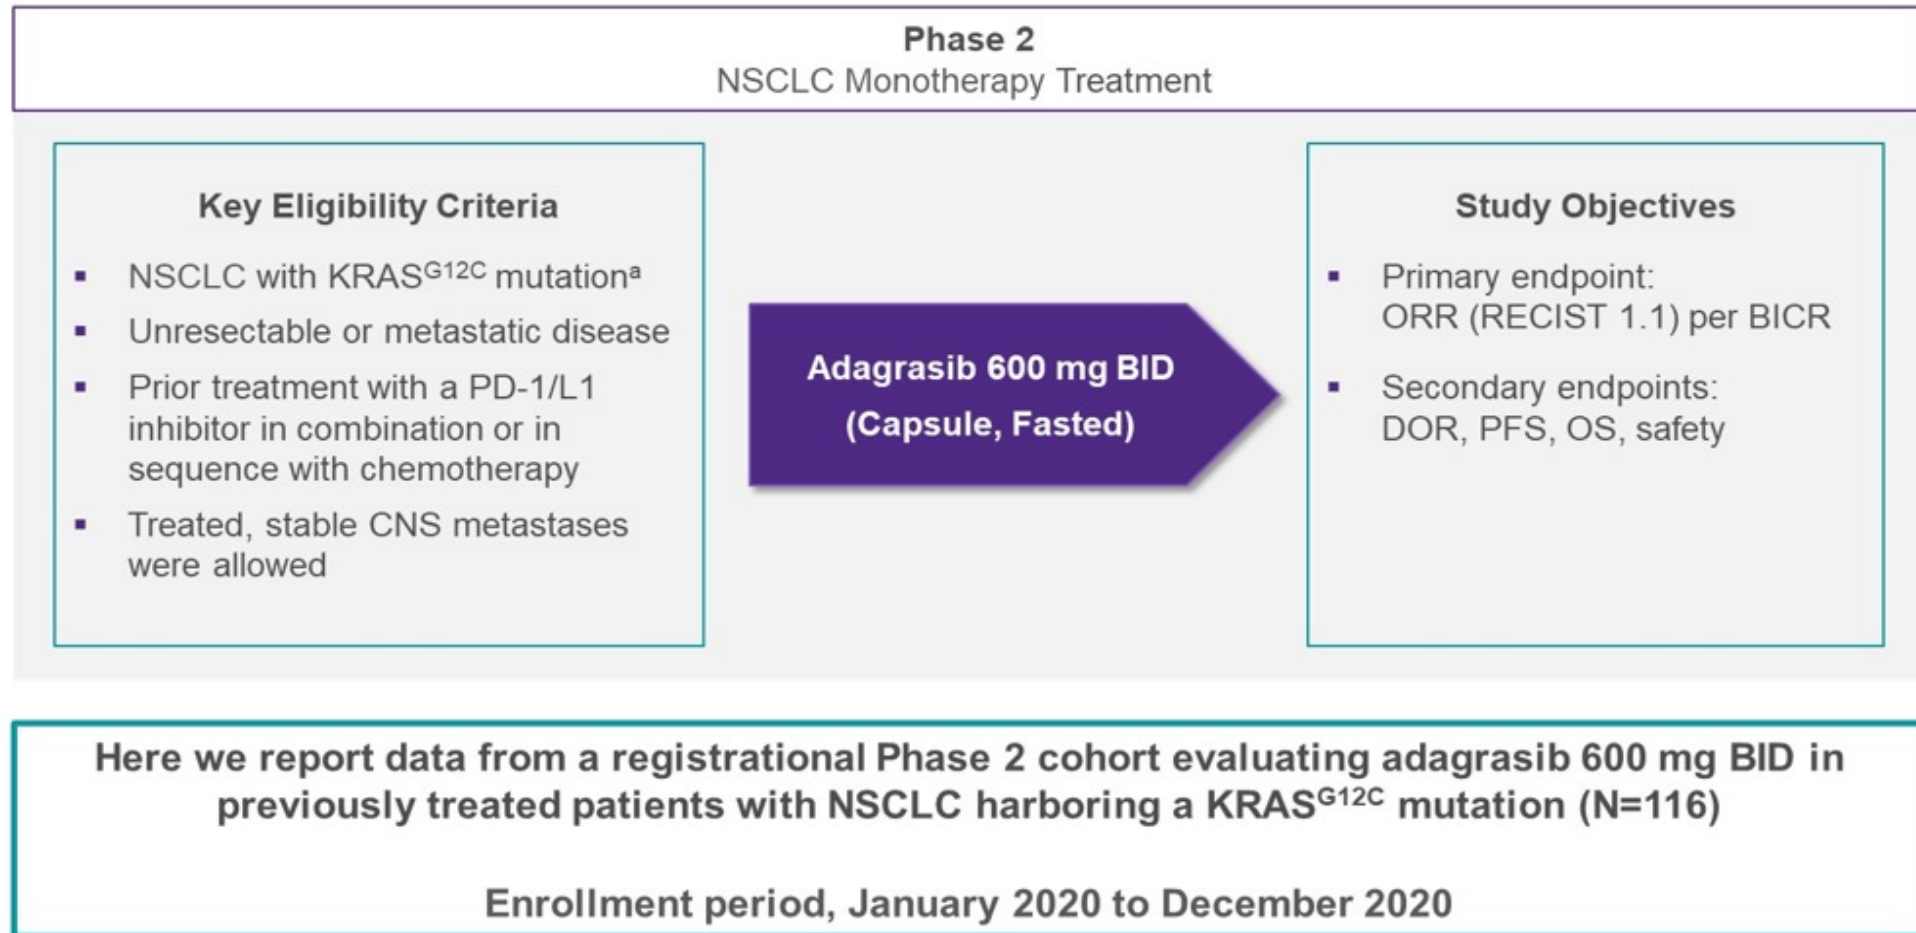 Phase 2
NSCLC Monotherapy Treatment
Key Eligibility Criteria
▪ NSCLC with KRASᴳ¹²ᶜ mutationᵃ
▪ Unresectable or metastatic disease
▪ Prior treatment with a PD-1/L1
inhibitor in combination or in
sequence with chemotherapy
▪ Treated, stable CNS metastases
were allowed
Adagrasib 600 mg BID
(Capsule, Fasted)
Study Objectives
▪ Primary endpoint:
ORR (RECIST 1.1) per BICR
▪ Secondary endpoints:
DOR, PFS, OS, safety
Here we report data from a registrational Phase 2 cohort evaluating adagrasib 600 mg BID in
previously treated patients with NSCLC harboring a KRASᴳ¹²ᶜ mutation (N=116)
Enrollment period, January 2020 to December 2020